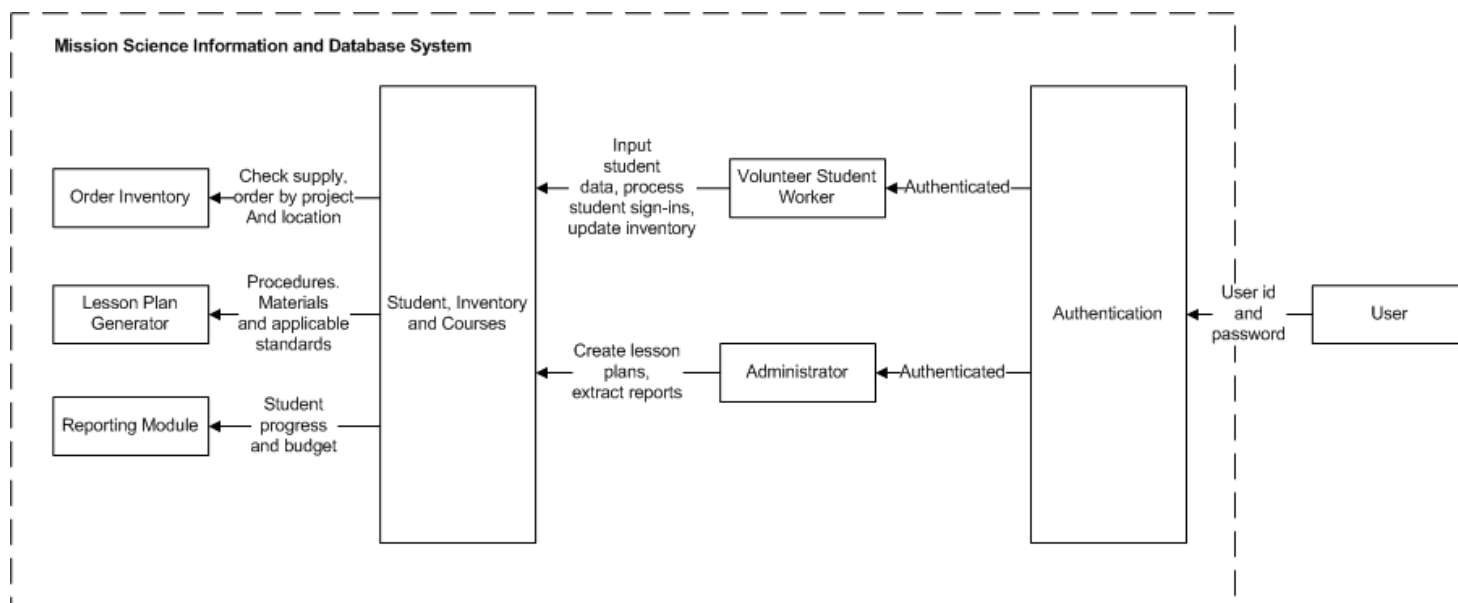 Mission Science Information and Database System
Order Inventory
Check supply,
order by project
And location
Lesson Plan
Generator
Procedures.
Materials
and applicable
standards
Reporting Module
Student
progress
and budget
Student, Inventory
and Courses
Input
student
data, process
student sign-ins,
update inventory
Create lesson
plans,
extract reports
Volunteer Student
Worker
Administrator
Authenticated
Authenticated
Authentication
User id
and
password
User